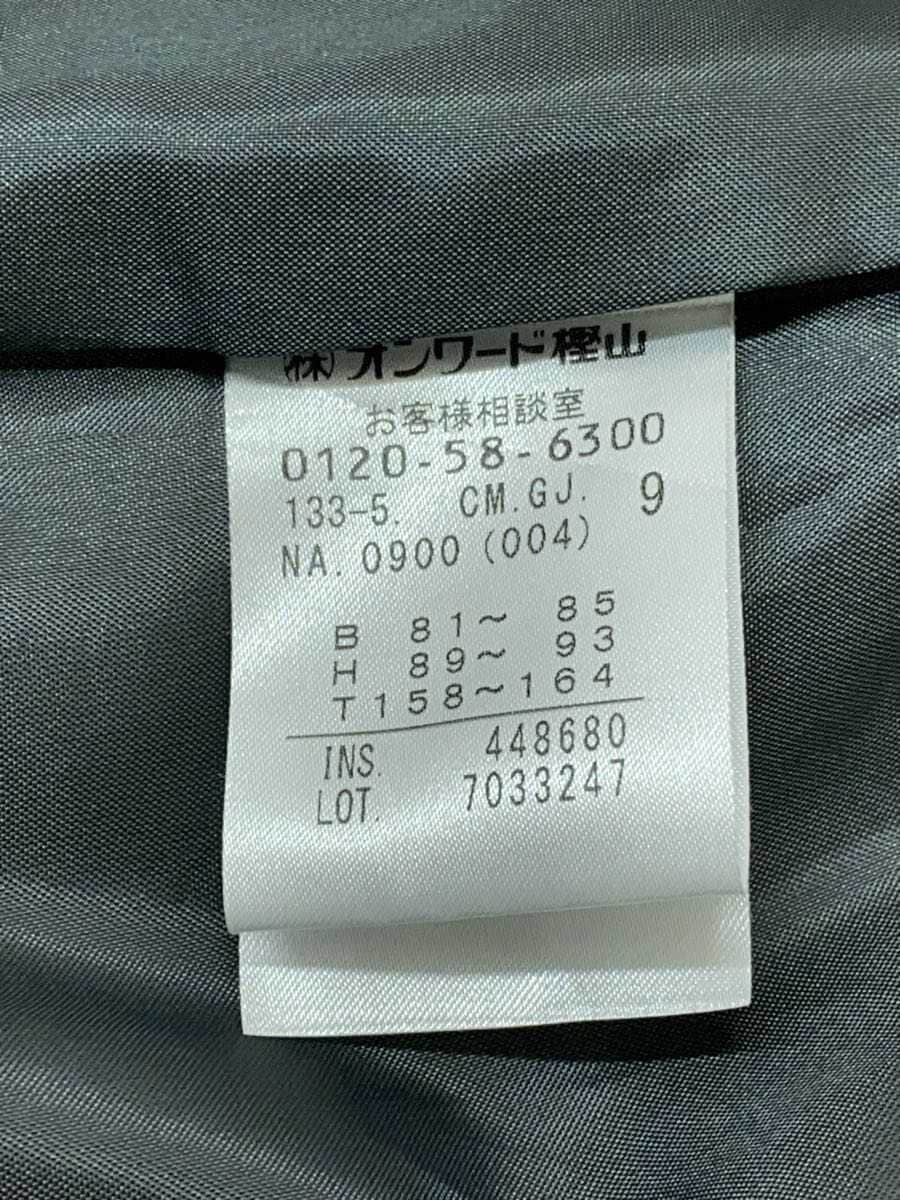 (株)オンワード樫山
お客様相談室
0120-58-6300
133-5. CM.GJ. 9
NA. 0900 (004)
B 81～ 85
H 89～ 93
T158～164
INS. 448680
LOT. 7033247